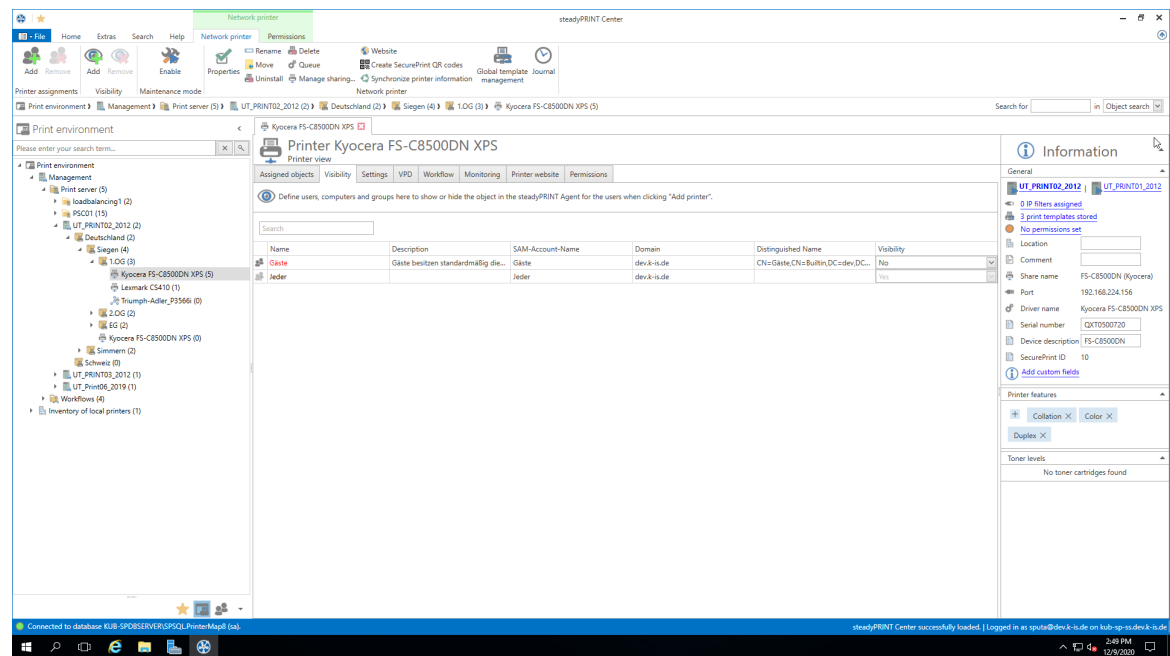 Network printer
steadyPRINT Center
File Home Extras Search Help Network printer Permissions
Add Remove Add Remove Enable Properties
Rename Delete
Move Queue
Uninstall Manage sharing...
Website
Create SecurePrint QR codes
Synchronize printer information
Global template management Journal
Printer assignments Visibility Maintenance mode Network printer
Print environment Management Print server (5) UT_PRINT02_2012 (2) Deutschland (2) Siegen (4) 1.OG (3) Kyocera FS-C8500DN XPS (5)
Search for in Object search
Print environment
Please enter your search term...
Print environment
Management
Print server (5)
loadbalancing1 (2)
PSC01 (15)
UT_PRINT02_2012 (2)
Deutschland (2)
Siegen (4)
1.OG (3)
Kyocera FS-C8500DN XPS (5)
Lexmark CS410 (1)
Triumph-Adler_P3566i (0)
2.OG (2)
EG (2)
Kyocera FS-C8500DN XPS (0)
Simmern (2)
Schweiz (0)
UT_PRINT03_2012 (1)
UT_Print06_2019 (1)
Workflows (4)
Inventory of local printers (1)
Kyocera FS-C8500DN XPS
Printer Kyocera FS-C8500DN XPS
Printer view
Assigned objects Visibility Settings VPD Workflow Monitoring Printer website Permissions
Define users, computers and groups here to show or hide the object in the steadyPRINT Agent for the users when clicking "Add printer".
Search
Name Description SAM-Account-Name Domain Distinguished Name Visibility
Gäste Gäste besitzen standardmäßig die... Gäste dev.k-is.de CN=Gäste,CN=Builtin,DC=dev,DC... No
Jeder Jeder dev.k-is.de Yes
Information
General
UT_PRINT02_2012 | UT_PRINT01_2012
0 IP filters assigned
3 print templates stored
No permissions set
Location
Comment
Share name FS-C8500DN (Kyocera)
Port 192.168.224.156
Driver name Kyocera FS-C8500DN XPS
Serial number QXT0500720
Device description FS-C8500DN
SecurePrint ID 10
Add custom fields
Printer features
Collation Color
Duplex
Toner levels
No toner cartridges found
Connected to database KUB-SPDBSERVER\SPSQL.PrinterMap8 (sa).
steadyPRINT Center successfully loaded. | Logged in as sputa@dev.k-is.de on kub-sp-ss.dev.k-is.de
2:49 PM
12/9/2020